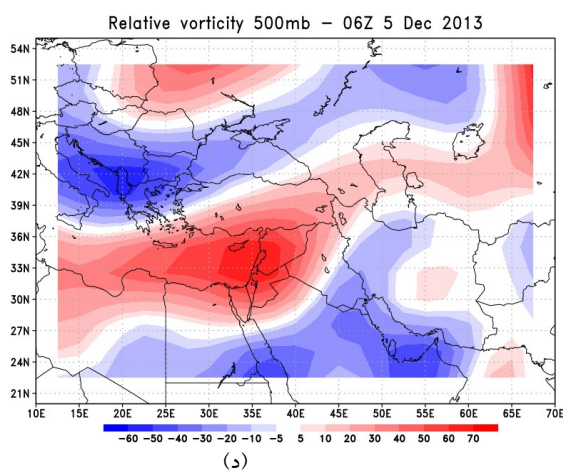 Relative vorticity 500mb – 06Z 5 Dec 2013
54N
51N
48N
45N
42N
39N
36N
33N
30N
27N
24N
21N
10E 15E 20E 25E 30E 35E 40E 45E 50E 55E 60E 65E 70E
−60 −50 −40 −30 −20 −10 −5 5 10 20 30 40 50 60 70
(د)